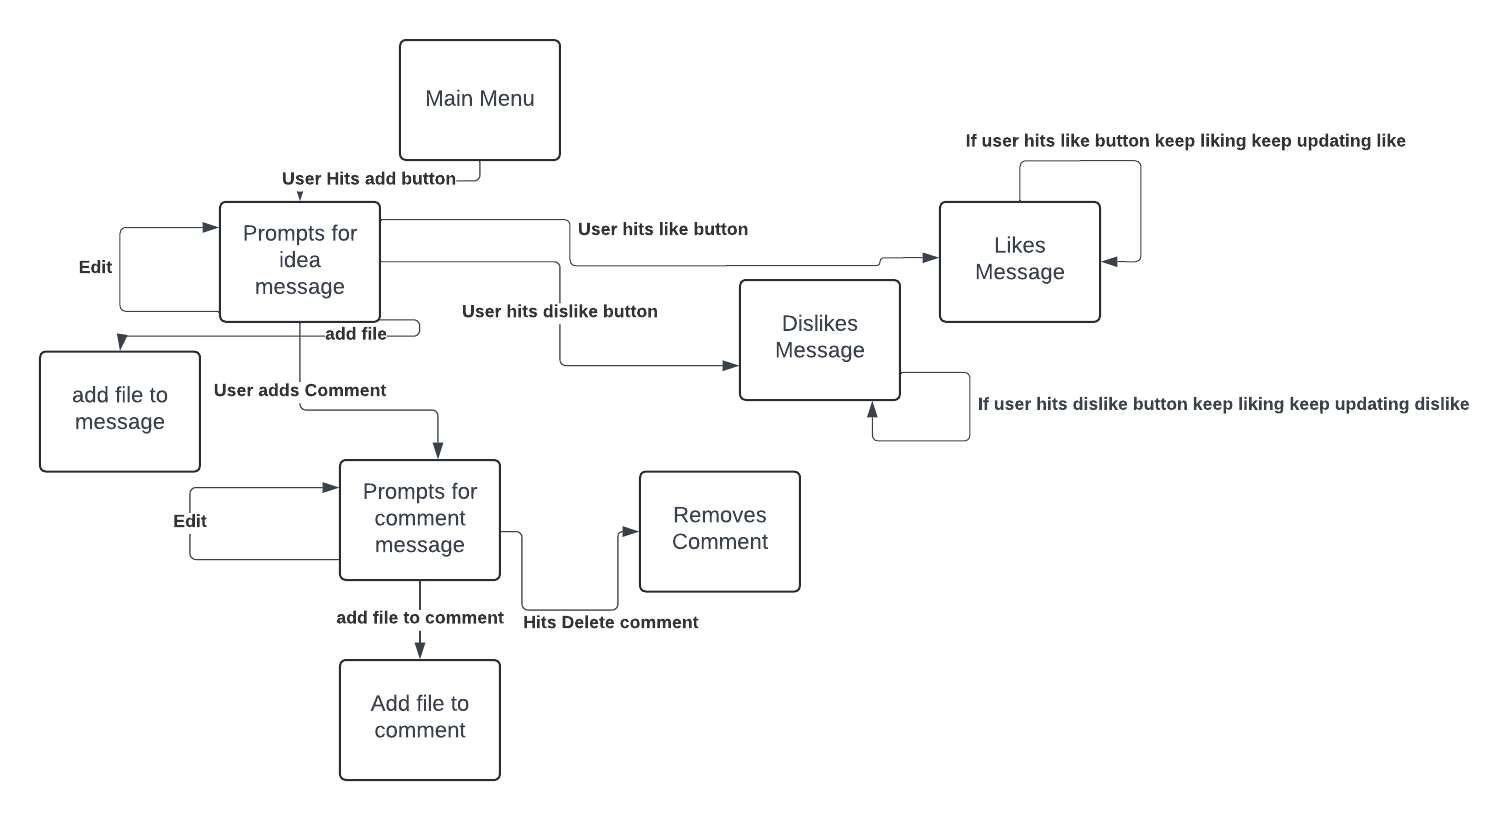 Main Menu
If user hits like button keep liking keep updating like
User Hits add button
Prompts for
idea
message
User hits like button
Likes
Message
Edit
User hits dislike button
Dislikes
Message
add file
add file to
message
User adds Comment
If user hits dislike button keep liking keep updating dislike
Prompts for
comment
message
Edit
Removes
Comment
add file to comment
Hits Delete comment
Add file to
comment